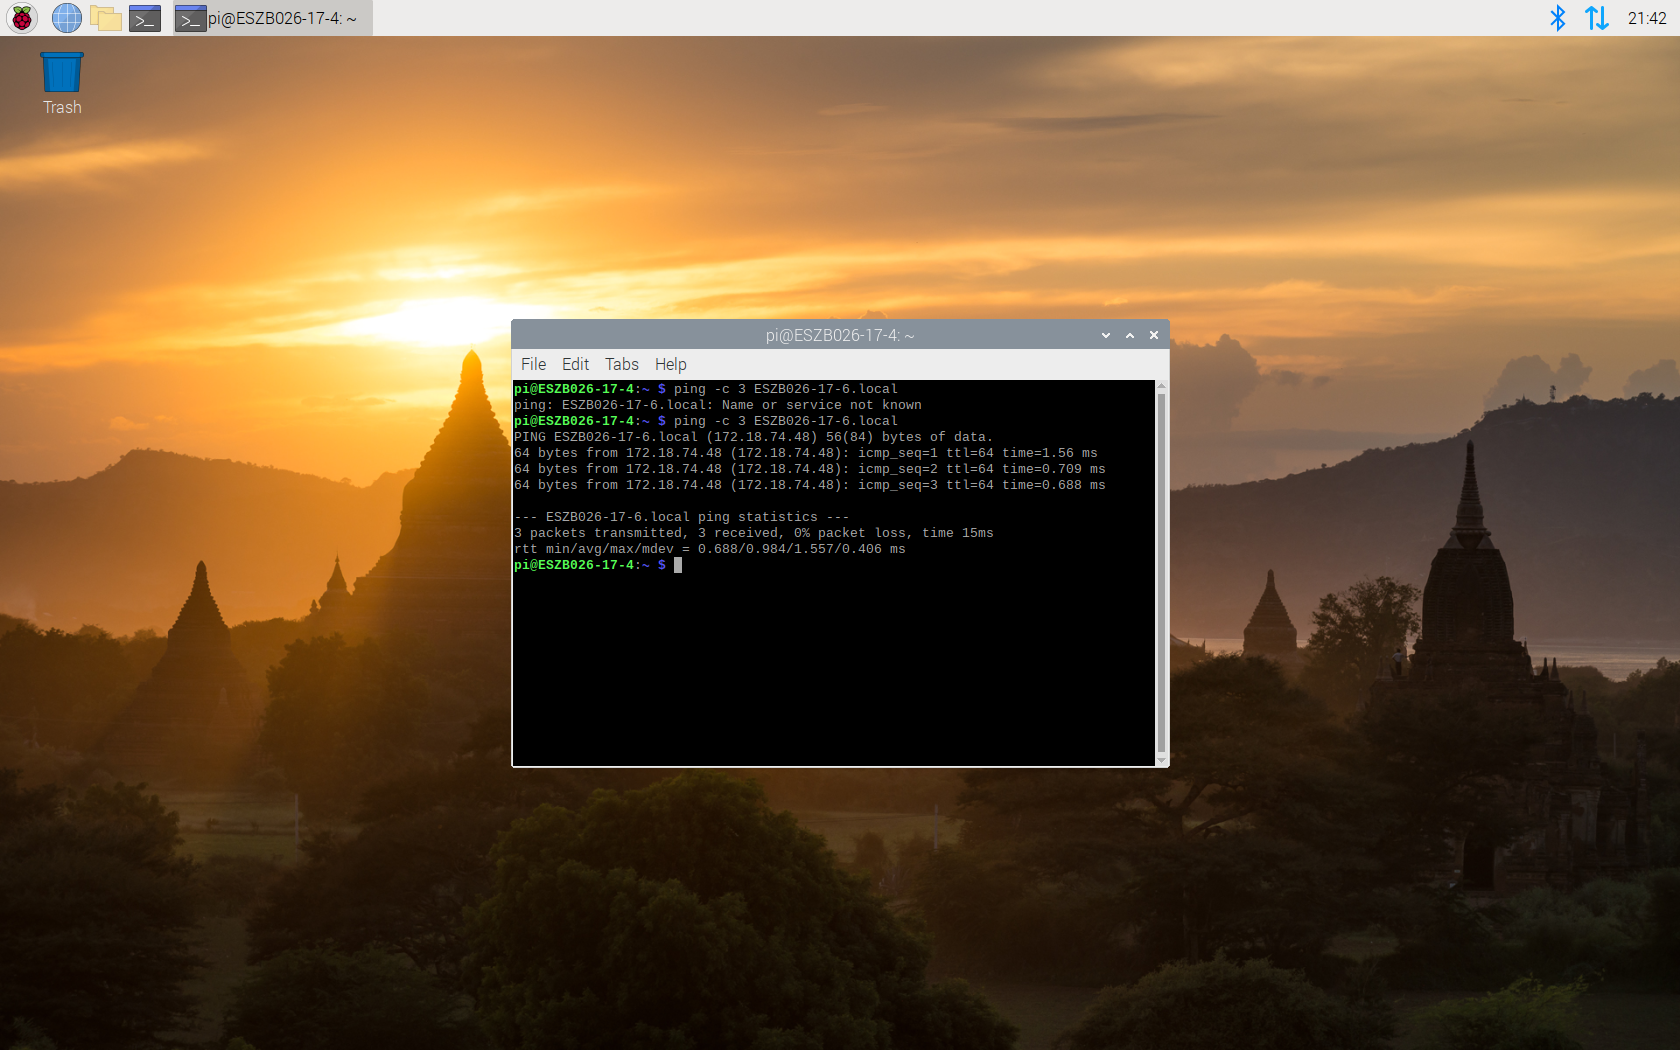 pi@ESZB026-17-4: ~
21:42
Trash
pi@ESZB026-17-4: ~
File Edit Tabs Help
pi@ESZB026-17-4:~ $ ping -c 3 ESZB026-17-6.local
ping: ESZB026-17-6.local: Name or service not known
pi@ESZB026-17-4:~ $ ping -c 3 ESZB026-17-6.local
PING ESZB026-17-6.local (172.18.74.48) 56(84) bytes of data.
64 bytes from 172.18.74.48 (172.18.74.48): icmp_seq=1 ttl=64 time=1.56 ms
64 bytes from 172.18.74.48 (172.18.74.48): icmp_seq=2 ttl=64 time=0.709 ms
64 bytes from 172.18.74.48 (172.18.74.48): icmp_seq=3 ttl=64 time=0.688 ms
--- ESZB026-17-6.local ping statistics ---
3 packets transmitted, 3 received, 0% packet loss, time 15ms
rtt min/avg/max/mdev = 0.688/0.984/1.557/0.406 ms
pi@ESZB026-17-4:~ $